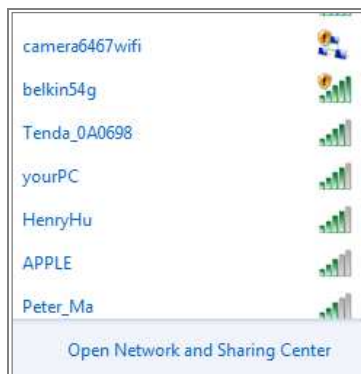 camera6467wifi
belkin54g
Tenda_0A0698
yourPC
HenryHu
APPLE
Peter_Ma
Open Network and Sharing Center